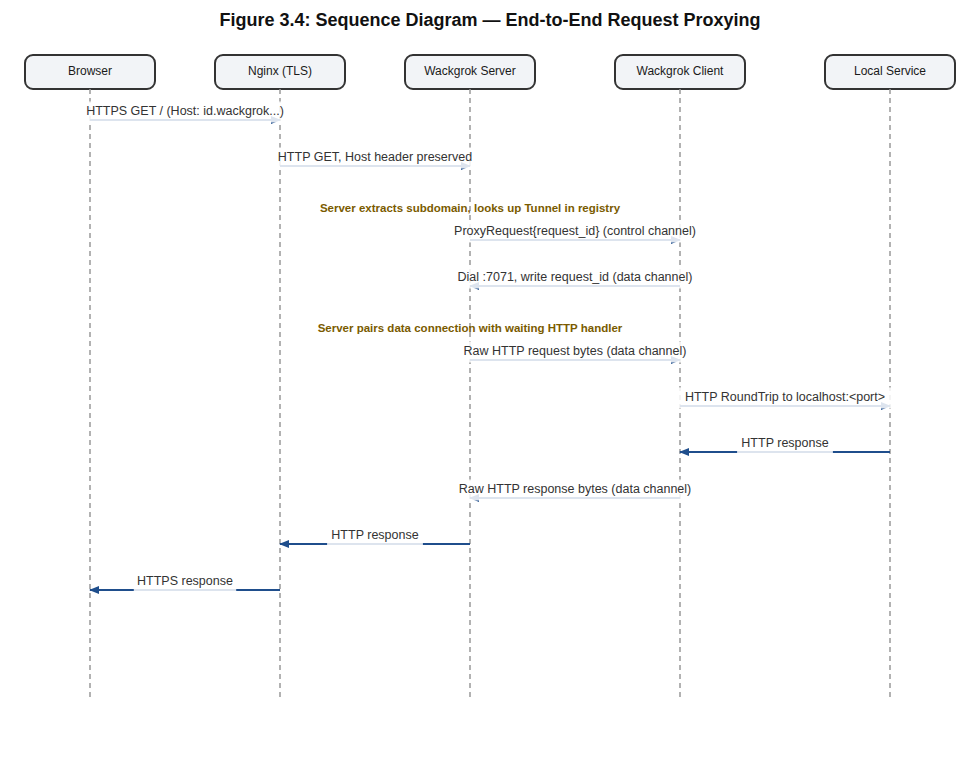 Figure 3.4: Sequence Diagram — End-to-End Request Proxying
Browser
Nginx (TLS)
Wackgrok Server
Wackgrok Client
Local Service
HTTPS GET / (Host: id.wackgrok...)
HTTP GET, Host header preserved
Server extracts subdomain, looks up Tunnel in registry
ProxyRequest{request_id} (control channel)
Dial :7071, write request_id (data channel)
Server pairs data connection with waiting HTTP handler
Raw HTTP request bytes (data channel)
HTTP RoundTrip to localhost:<port>
HTTP response
Raw HTTP response bytes (data channel)
HTTP response
HTTPS response